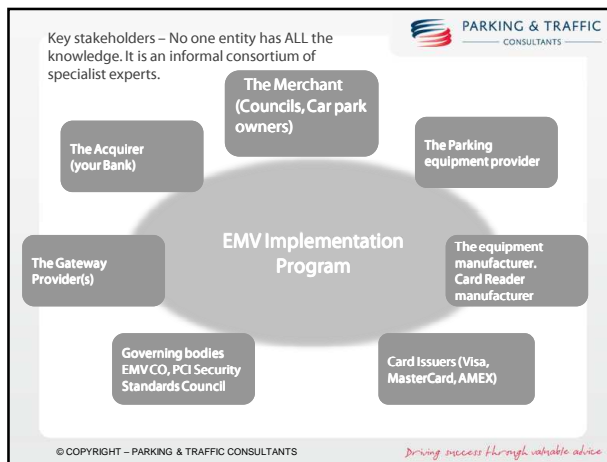 Key stakeholders – No one entity has ALL the
knowledge. It is an informal consortium of
specialist experts.
PARKING & TRAFFIC
CONSULTANTS
The Merchant
(Councils, Car park
owners)
The Acquirer
(your Bank)
The Parking
equipment provider
EMV Implementation
Program
The Gateway
Provider(s)
The equipment
manufacturer.
Card Reader
manufacturer
Governing bodies
EMV CO, PCI Security
Standards Council
Card Issuers (Visa,
MasterCard, AMEX)
© COPYRIGHT – PARKING & TRAFFIC CONSULTANTS
Driving success through valuable advice